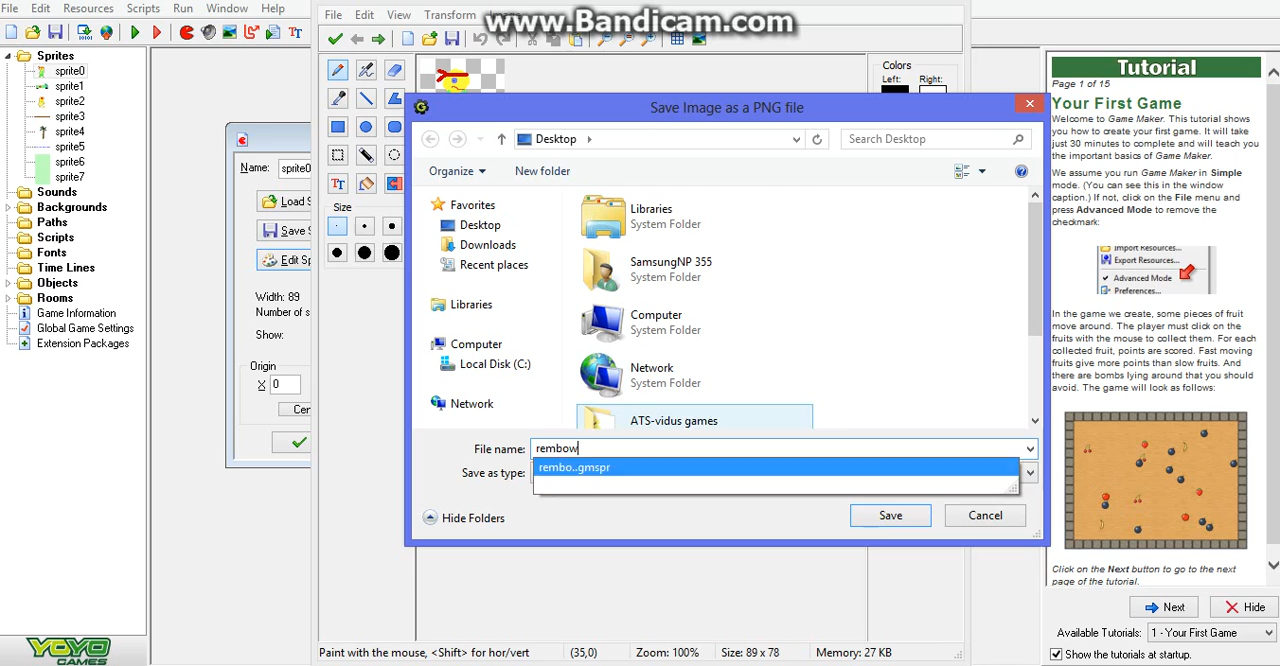 File Edit Resources Scripts Run Window Help
File Edit View Transform Image
www.Bandicam.com
Sprites
sprite0
sprite1
sprite2
sprite3
sprite4
sprite5
sprite6
sprite7
Sounds
Backgrounds
Paths
Scripts
Fonts
Time Lines
Objects
Rooms
Game Information
Global Game Settings
Extension Packages
YOYO
GAMES
Name: sprite0
Load S
Save S
Edit Sp
Width: 89
Number of s
Show:
Origin
X 0
Cen
Size
Colors
Left: Right:
Save Image as a PNG file
Desktop
Search Desktop
Organize New folder
Favorites
Desktop
Downloads
Recent places
Libraries
Computer
Local Disk (C:)
Network
Libraries
System Folder
SamsungNP 355
System Folder
Computer
System Folder
Network
System Folder
ATS-vidus games
File name: rembow
rembo..gmspr
Save as type:
Hide Folders
Save Cancel
Paint with the mouse, <Shift> for hor/vert (35,0) Zoom: 100% Size: 89 x 78 Memory: 27 KB
Tutorial
Page 1 of 15
Your First Game
Welcome to Game Maker. This tutorial shows
you how to create your first game. It will take
just 30 minutes to complete and will teach you
the important basics of Game Maker.
We assume you run Game Maker in Simple
mode. (You can see this in the window
caption.) If not, click on the File menu and
press Advanced Mode to remove the
checkmark:
Import Resources...
Export Resources...
Advanced Mode
Preferences...
In the game we create, some pieces of fruit
move around. The player must click on the
fruits with the mouse to collect them. For each
collected fruit, points are scored. Fast moving
fruits give more points than slow fruits. And
there are bombs lying around that you should
avoid. The game will look as follows:
Click on the Next button to go to the next
page of the tutorial.
Next Hide
Available Tutorials: 1 - Your First Game
Show the tutorials at startup.